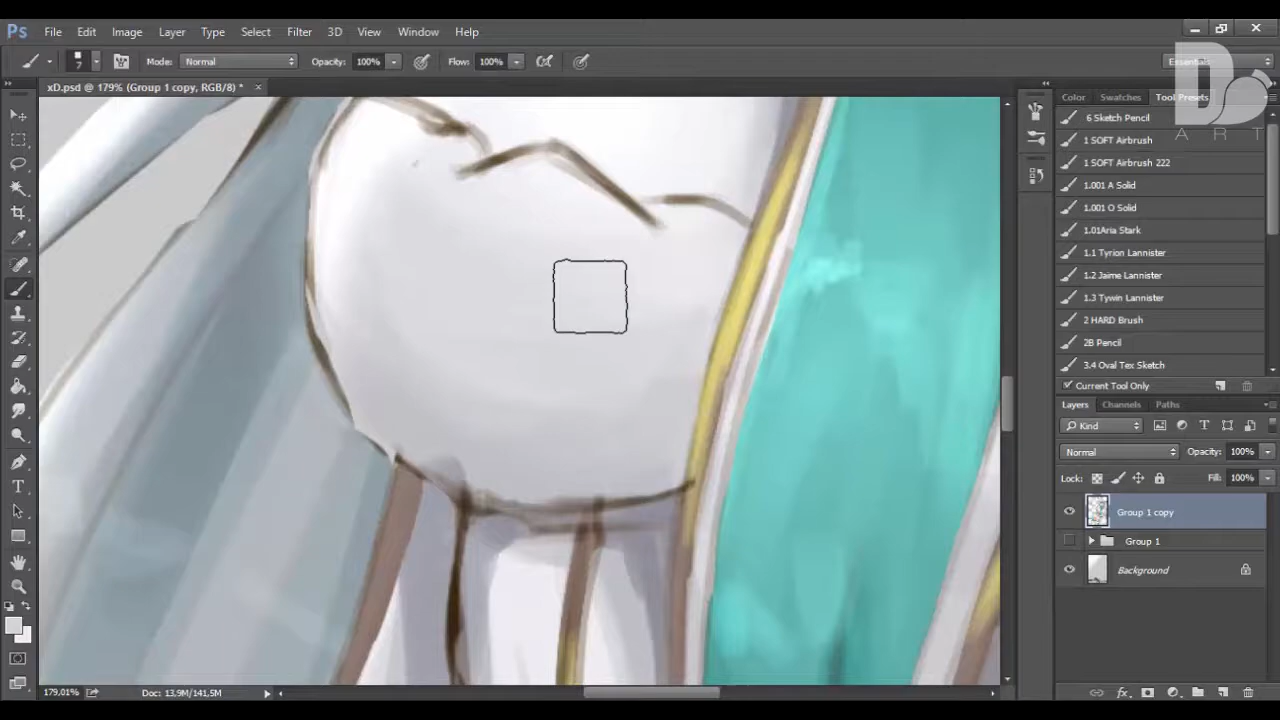 Ps File Edit Image Layer Type Select Filter 3D View Window Help
7 Mode: Normal Opacity: 100% Flow: 100%
xD.psd @ 179% (Group 1 copy, RGB/8) * ×
D
ART
Color Swatches Tool Presets
6 Sketch Pencil
1 SOFT Airbrush
1 SOFT Airbrush 222
1.001 A Solid
1.001 O Solid
1.01Aria Stark
1.1 Tyrion Lannister
1.2 Jaime Lannister
1.3 Tywin Lannister
2 HARD Brush
2B Pencil
3.4 Oval Tex Sketch
Current Tool Only
Layers Channels Paths
Kind
Normal Opacity: 100%
Lock: Fill: 100%
Group 1 copy
Group 1
Background
179,01% Doc: 13,9M/141,5M